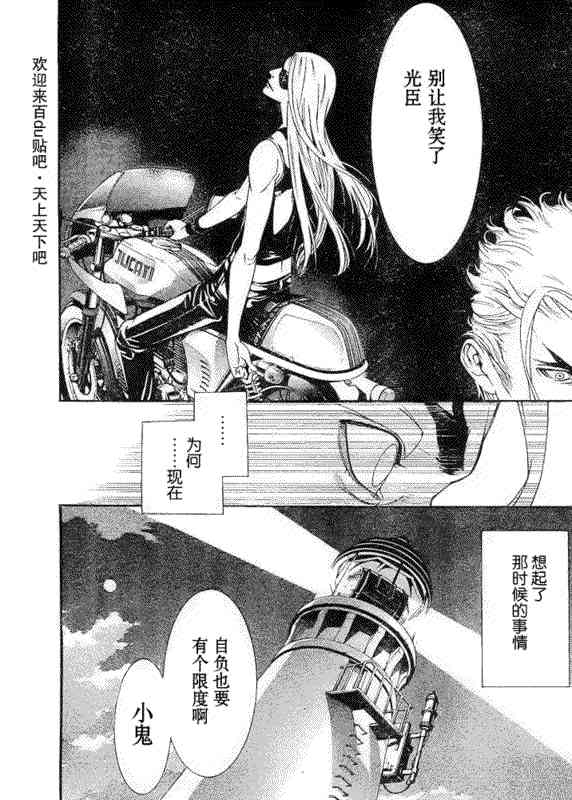 别让我笑了
光臣
欢迎来百du贴吧·天上天下吧
DUCATI
……
为何
……现在
想起了
那时候的事情
自负也要
有个限度啊
小鬼